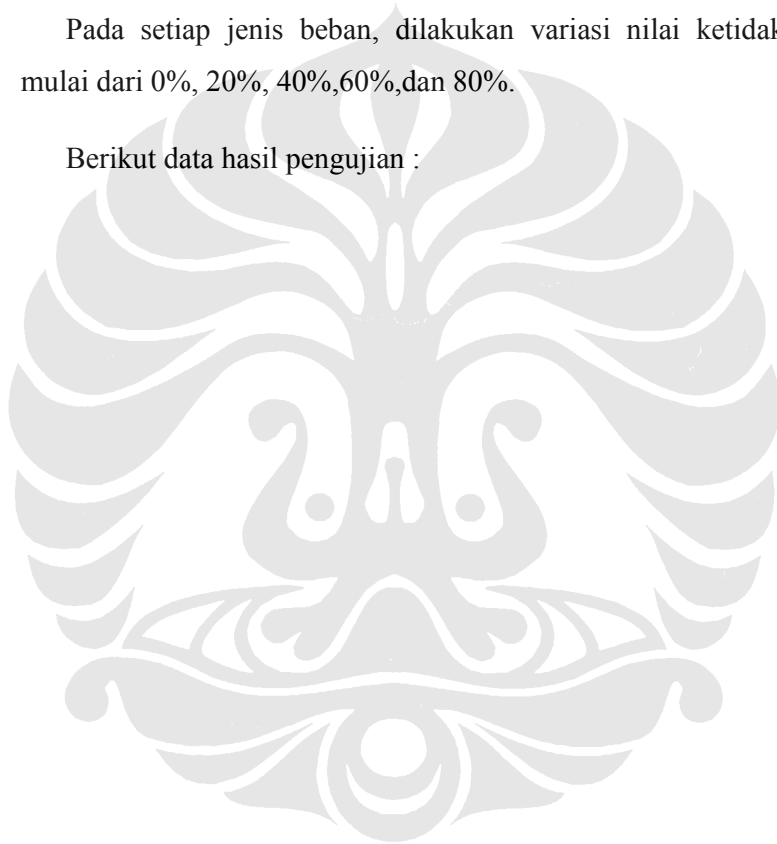 Pada setiap jenis beban, dilakukan variasi nilai ketidak
mulai dari 0%, 20%, 40%,60%,dan 80%.
Berikut data hasil pengujian :